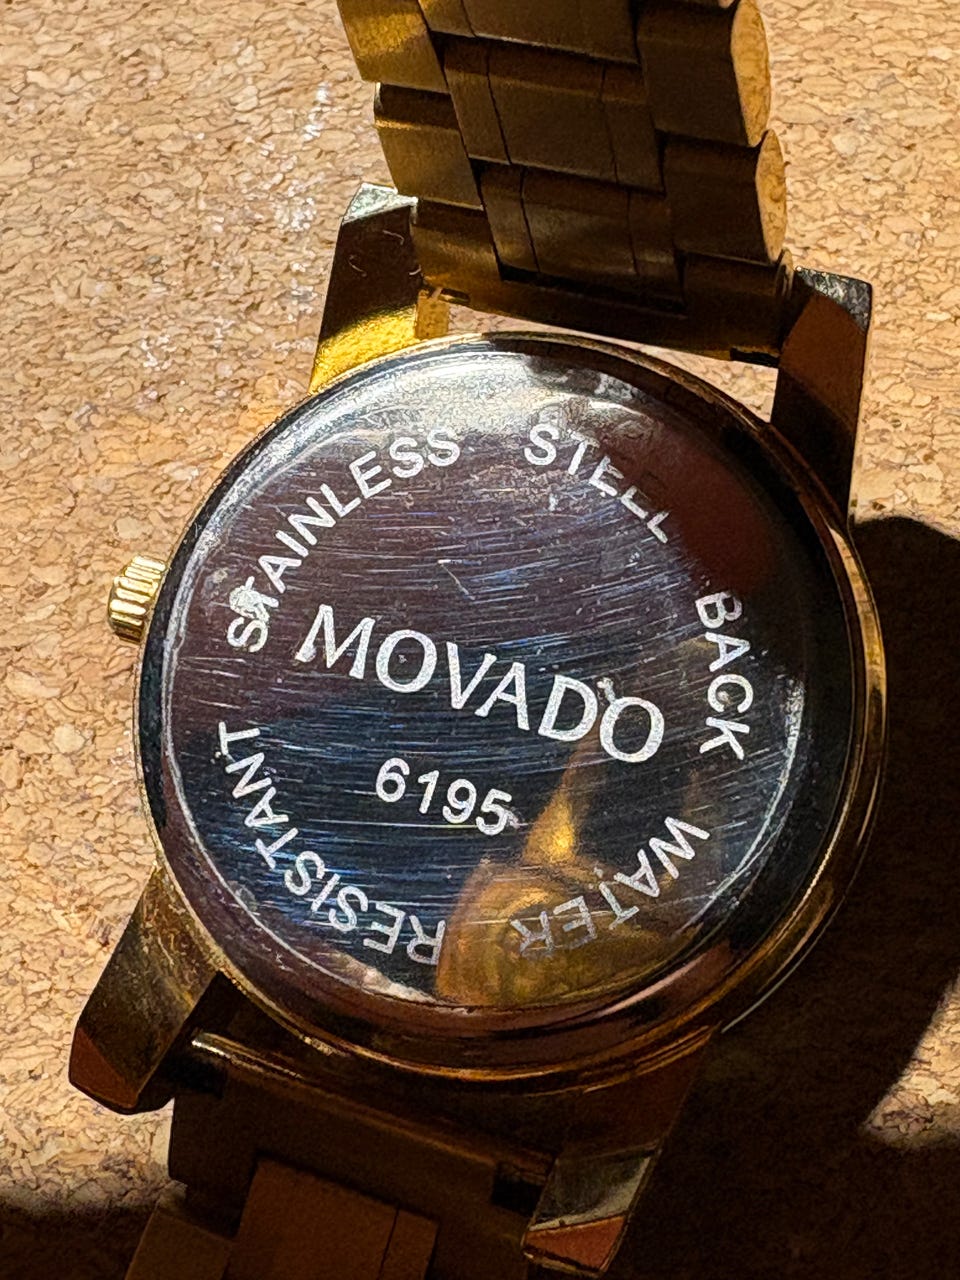 STAINLESS STEEL BACK
MOVADO
6195
WATER RESISTANT